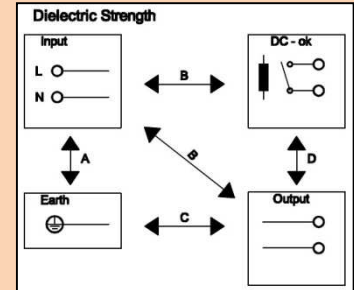 Dielectric Strength
Input
DC - ok
L
N
B
A
B
D
Earth
C
Output